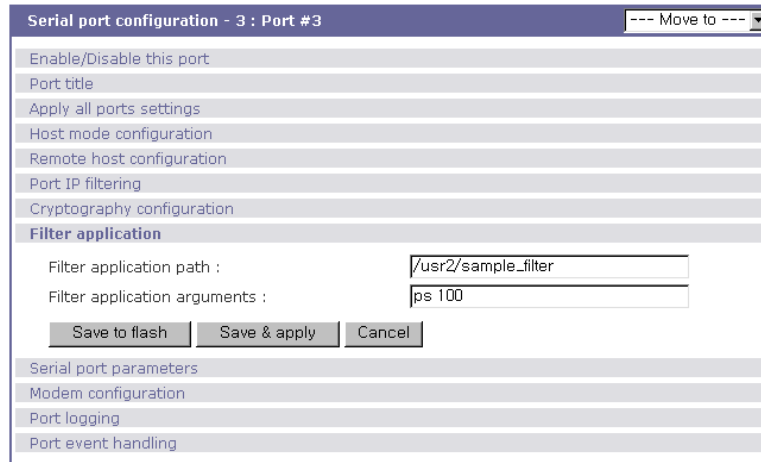 Serial port configuration - 3 : Port #3 --- Move to ---
Enable/Disable this port
Port title
Apply all ports settings
Host mode configuration
Remote host configuration
Port IP filtering
Cryptography configuration
Filter application
Filter application path : /usr2/sample_filter
Filter application arguments : ps 100
Save to flash Save & apply Cancel
Serial port parameters
Modem configuration
Port logging
Port event handling